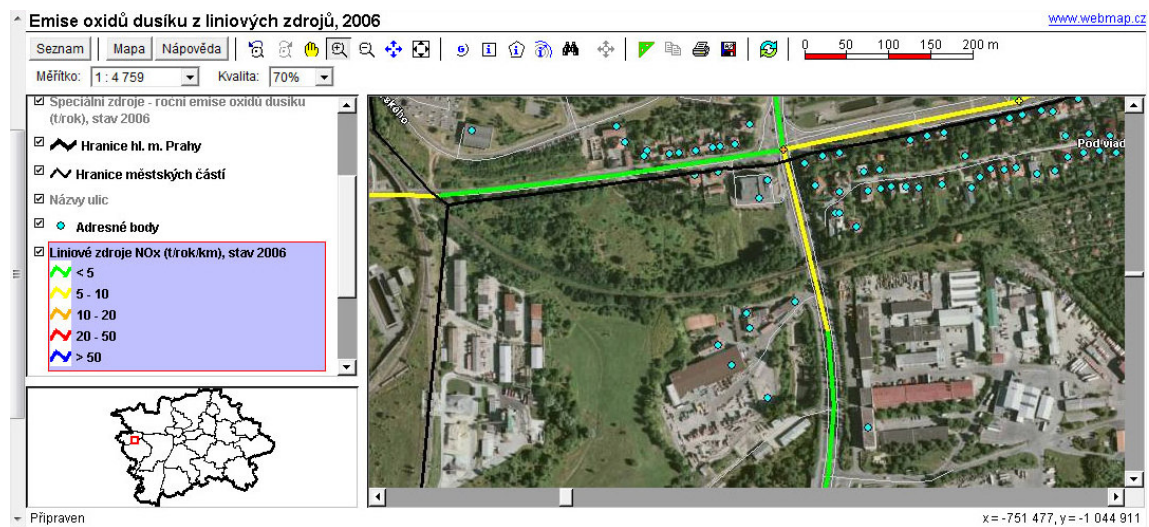 Emise oxidů dusíku z liniových zdrojů, 2006
www.webmap.cz
Seznam Mapa Nápověda
0 50 100 150 200 m
Měřítko: 1 : 4 759 Kvalita: 70%
Speciální zdroje - roční emise oxidů dusíku
(t/rok), stav 2006
Hranice hl. m. Prahy
Hranice městských částí
Názvy ulic
Adresné body
Liniové zdroje NOx (t/rok/km), stav 2006
< 5
5 - 10
10 - 20
20 - 50
> 50
Pod viad
Připraven
x = -751 477, y = -1 044 911